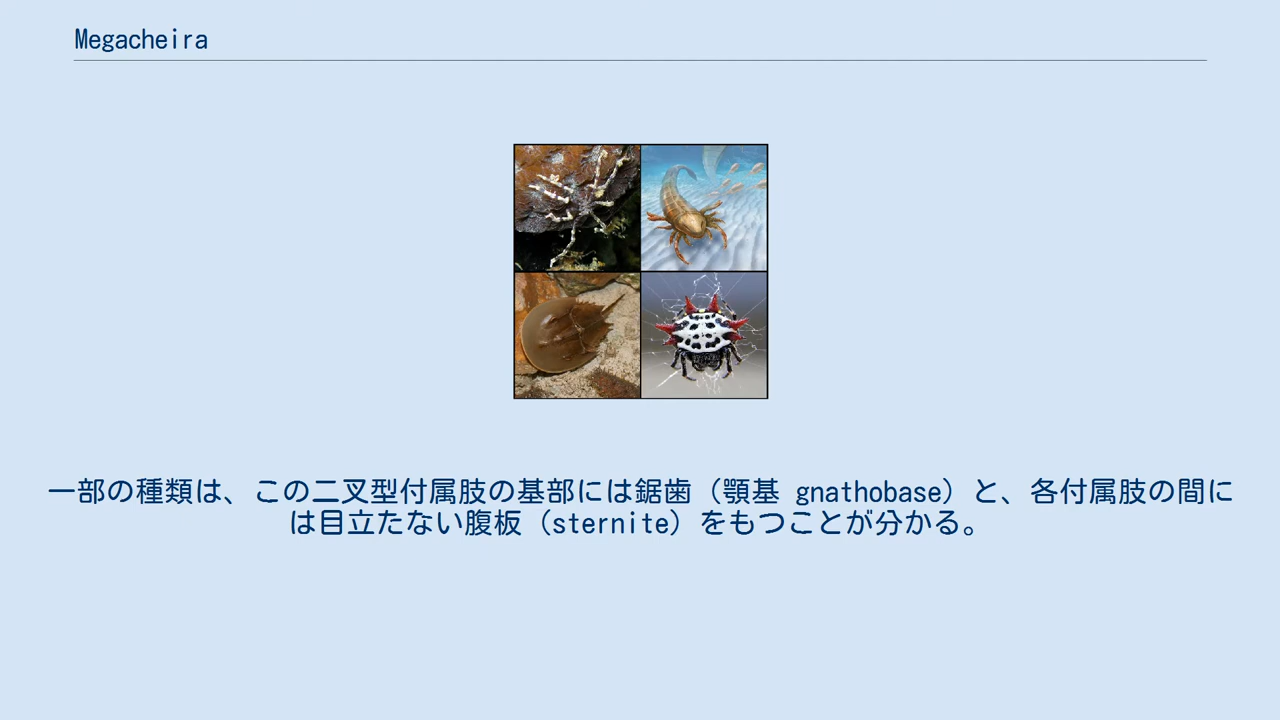 Megacheira
一部の種類は、この二叉型付属肢の基部には鋸歯（顎基 gnathobase）と、各付属肢の間に
は目立たない腹板（sternite）をもつことが分かる。